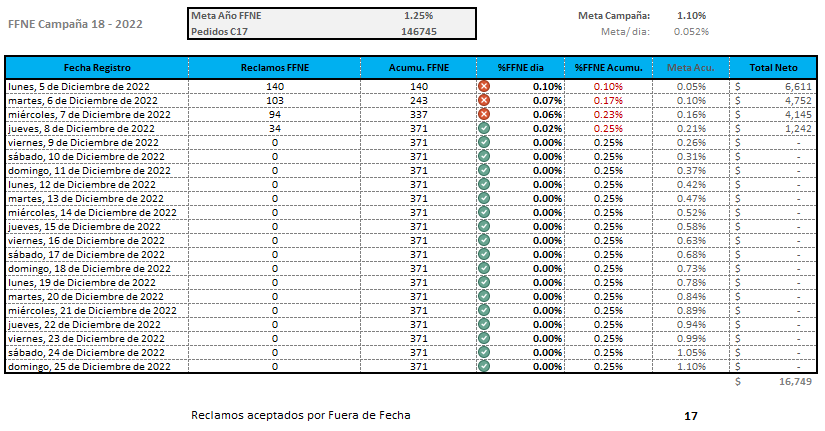 FFNE Campaña 18 - 2022
Meta Año FFNE 1.25%
Pedidos C17 146745
Meta Campaña: 1.10%
Meta/ dia: 0.052%
Fecha Registro Reclamos FFNE Acumu. FFNE %FFNE dia %FFNE Acumu. Meta Acu. Total Neto
lunes, 5 de Diciembre de 2022 140 140 0.10% 0.10% 0.05% $ 6,611
martes, 6 de Diciembre de 2022 103 243 0.07% 0.17% 0.10% $ 4,752
miércoles, 7 de Diciembre de 2022 94 337 0.06% 0.23% 0.16% $ 4,145
jueves, 8 de Diciembre de 2022 34 371 0.02% 0.25% 0.21% $ 1,242
viernes, 9 de Diciembre de 2022 0 371 0.00% 0.25% 0.26% $ -
sábado, 10 de Diciembre de 2022 0 371 0.00% 0.25% 0.31% $ -
domingo, 11 de Diciembre de 2022 0 371 0.00% 0.25% 0.37% $ -
lunes, 12 de Diciembre de 2022 0 371 0.00% 0.25% 0.42% $ -
martes, 13 de Diciembre de 2022 0 371 0.00% 0.25% 0.47% $ -
miércoles, 14 de Diciembre de 2022 0 371 0.00% 0.25% 0.52% $ -
jueves, 15 de Diciembre de 2022 0 371 0.00% 0.25% 0.58% $ -
viernes, 16 de Diciembre de 2022 0 371 0.00% 0.25% 0.63% $ -
sábado, 17 de Diciembre de 2022 0 371 0.00% 0.25% 0.68% $ -
domingo, 18 de Diciembre de 2022 0 371 0.00% 0.25% 0.73% $ -
lunes, 19 de Diciembre de 2022 0 371 0.00% 0.25% 0.78% $ -
martes, 20 de Diciembre de 2022 0 371 0.00% 0.25% 0.84% $ -
miércoles, 21 de Diciembre de 2022 0 371 0.00% 0.25% 0.89% $ -
jueves, 22 de Diciembre de 2022 0 371 0.00% 0.25% 0.94% $ -
viernes, 23 de Diciembre de 2022 0 371 0.00% 0.25% 0.99% $ -
sábado, 24 de Diciembre de 2022 0 371 0.00% 0.25% 1.05% $ -
domingo, 25 de Diciembre de 2022 0 371 0.00% 0.25% 1.10% $ -
$ 16,749
Reclamos aceptados por Fuera de Fecha 17